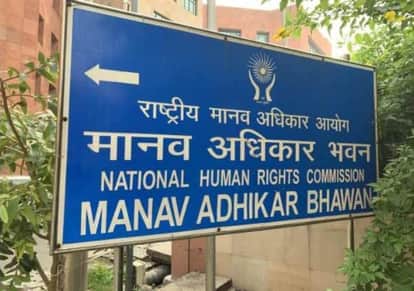 राष्ट्रीय मानव अधिकार आयोग
मानव अधिकार भवन
NATIONAL HUMAN RIGHTS COMMISSION
MANAV ADHIKAR BHAWAN